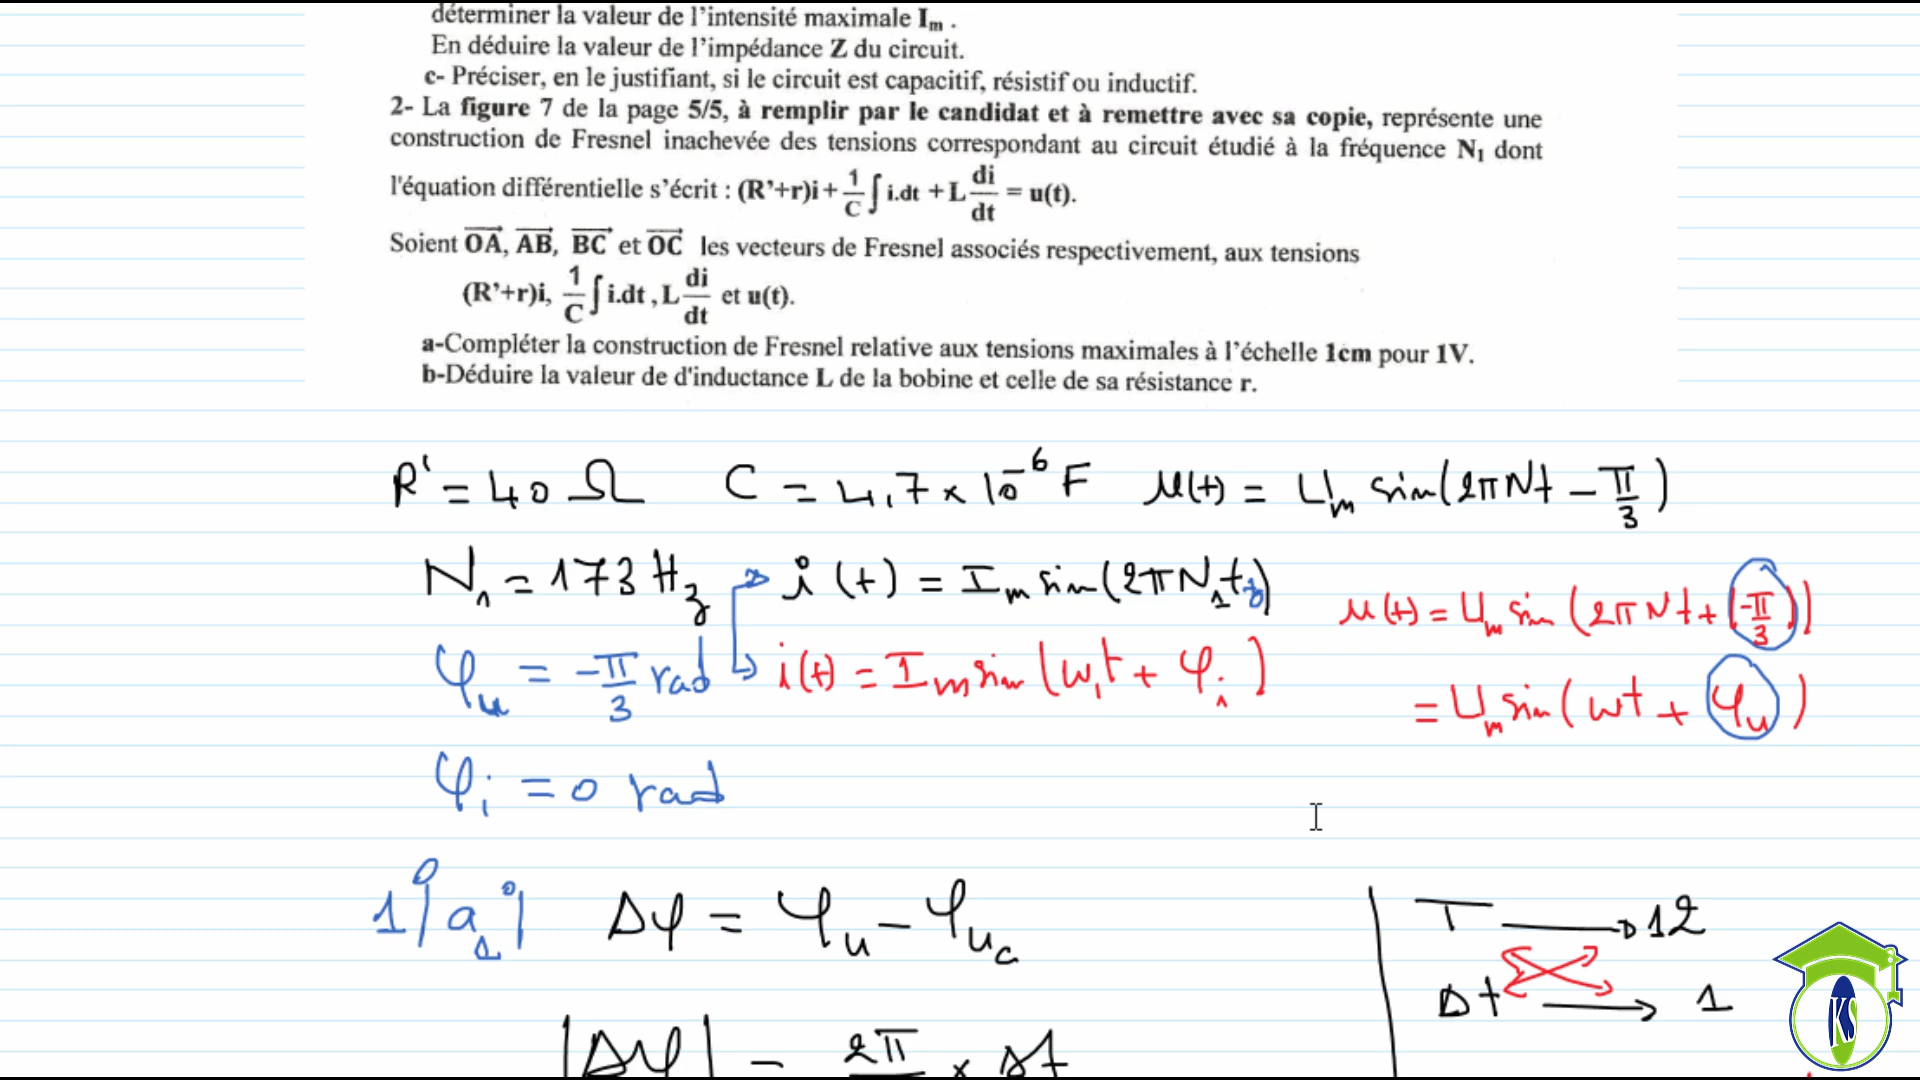 déterminer la valeur de l'intensité maximale Im .
En déduire la valeur de l'impédance Z du circuit.
c- Préciser, en le justifiant, si le circuit est capacitif, résistif ou inductif.
2- La figure 7 de la page 5/5, à remplir par le candidat et à remettre avec sa copie, représente une
construction de Fresnel inachevée des tensions correspondant au circuit étudié à la fréquence N₁ dont
l'équation différentielle s'écrit : (R'+r)i + 1/C ∫ i.dt + L di/dt = u(t).
Soient OA, AB, BC et OC les vecteurs de Fresnel associés respectivement, aux tensions
(R'+r)i, 1/C ∫ i.dt , L di/dt et u(t).
a-Compléter la construction de Fresnel relative aux tensions maximales à l'échelle 1cm pour 1V.
b-Déduire la valeur de d'inductance L de la bobine et celle de sa résistance r.
R' = 40 Ω C = 4,7 × 10⁻⁶ F u(t) = Um sin(2πNt - π/3)
N₁ = 173 Hz i(t) = Im sin(2πN₁t)
u(t) = Um sin(2πNt + (-π/3))
φu = -π/3 rad i(t) = Im sin(ω₁t + φi)
= Um sin(ωt + φu)
φi = 0 rad
1°/ a°/ Δφ = φu - φuc
T → 12
Δt → 1
|Δφ| = 2π × Δt
KS